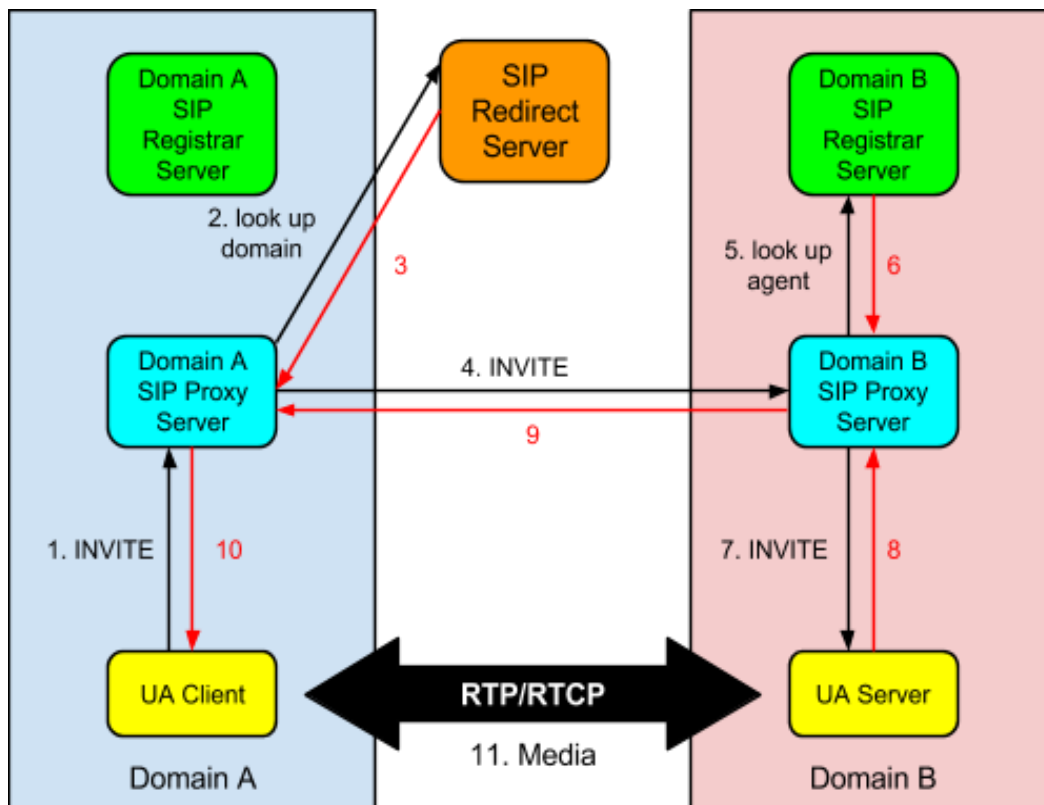 Domain A
SIP
Registrar
Server
SIP
Redirect
Server
Domain B
SIP
Registrar
Server
2. look up
domain
3
5. look up
agent
6
Domain A
SIP Proxy
Server
4. INVITE
9
Domain B
SIP Proxy
Server
1. INVITE
10
7. INVITE
8
UA Client
RTP/RTCP
UA Server
11. Media
Domain A
Domain B